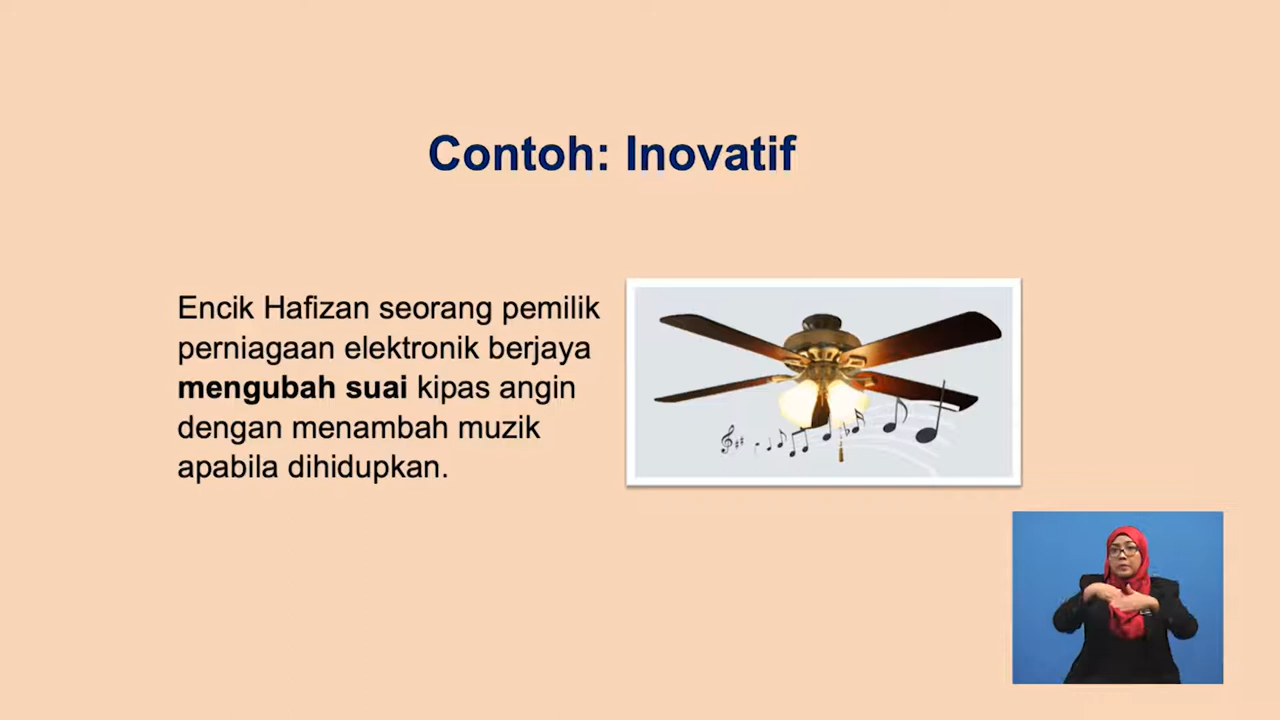 Contoh: Inovatif
Encik Hafizan seorang pemilik
perniagaan elektronik berjaya
mengubah suai kipas angin
dengan menambah muzik
apabila dihidupkan.